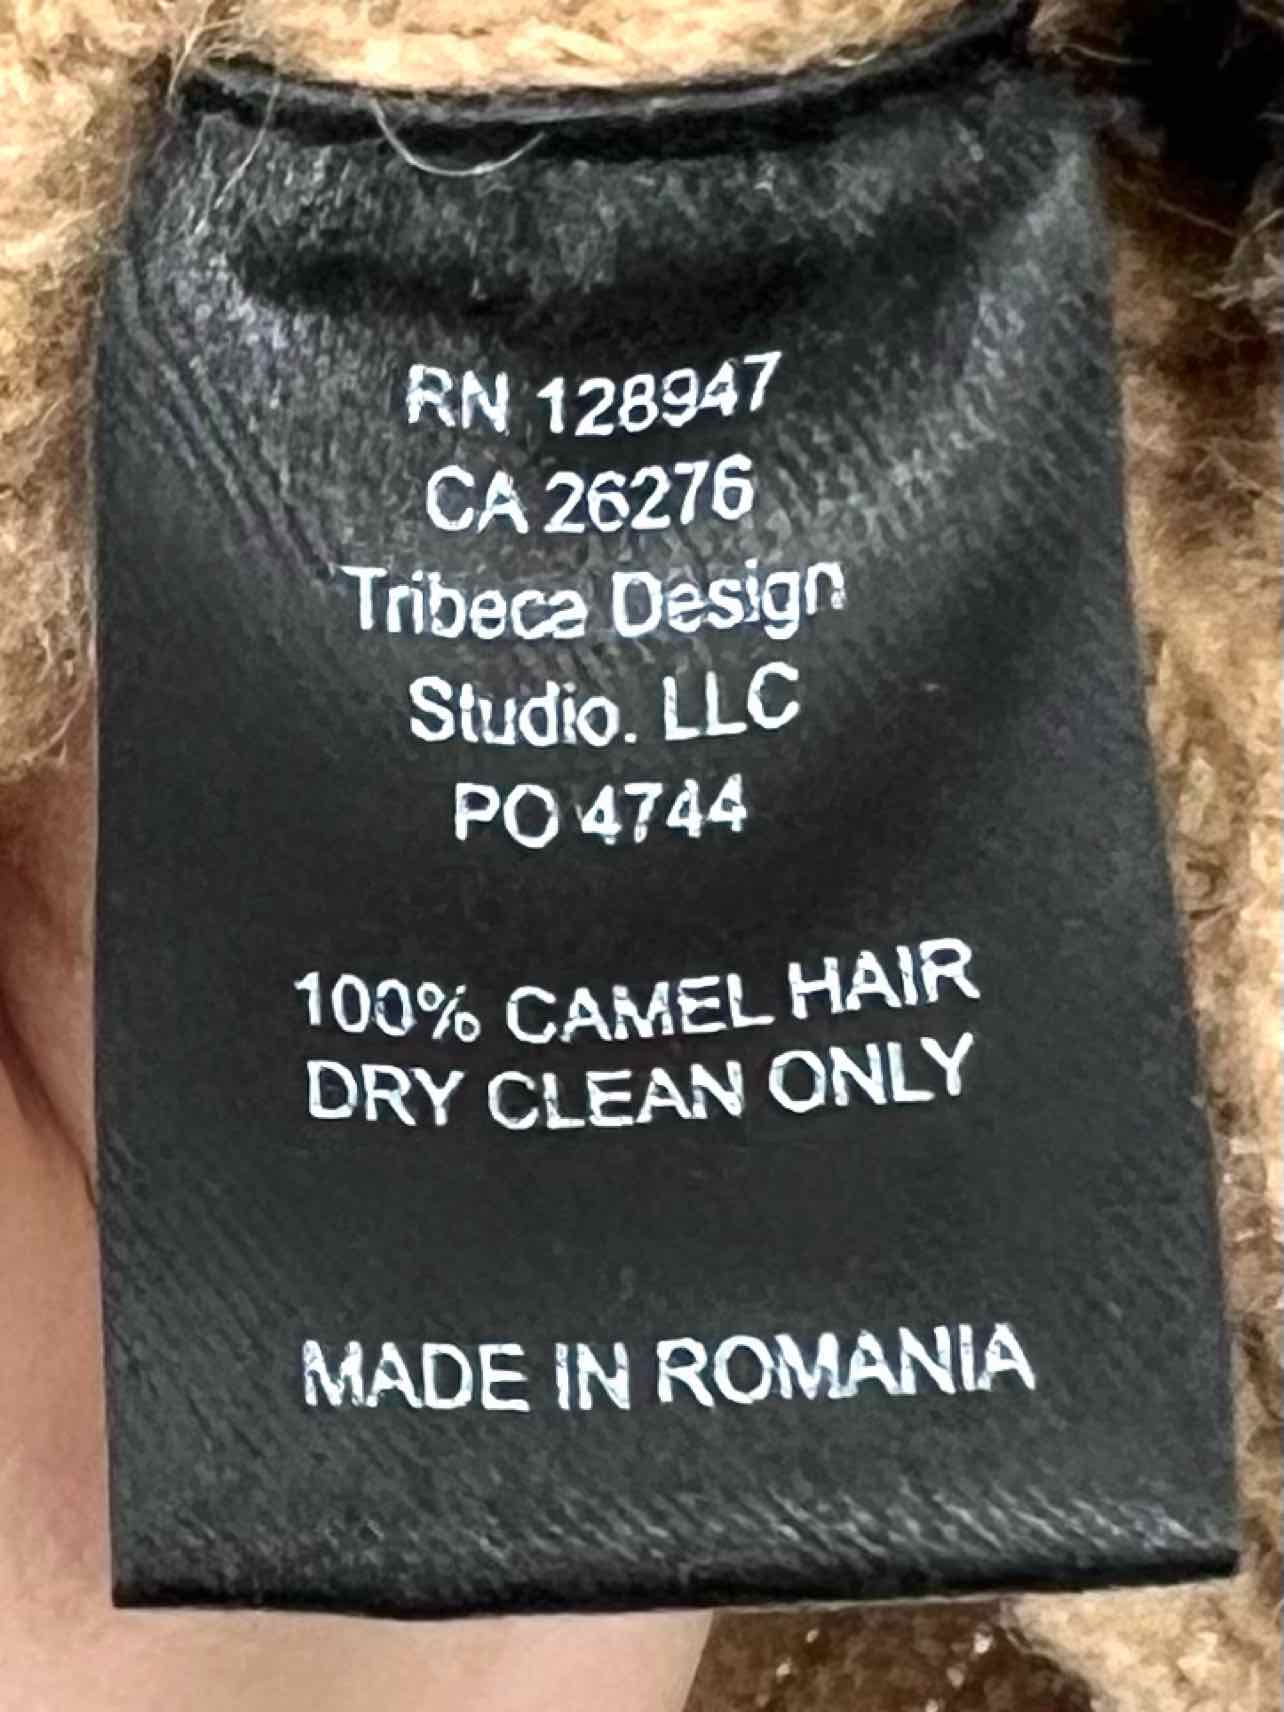 RN 128947
CA 26276
Tribeca Design
Studio. LLC
PO 4744
100% CAMEL HAIR
DRY CLEAN ONLY
MADE IN ROMANIA